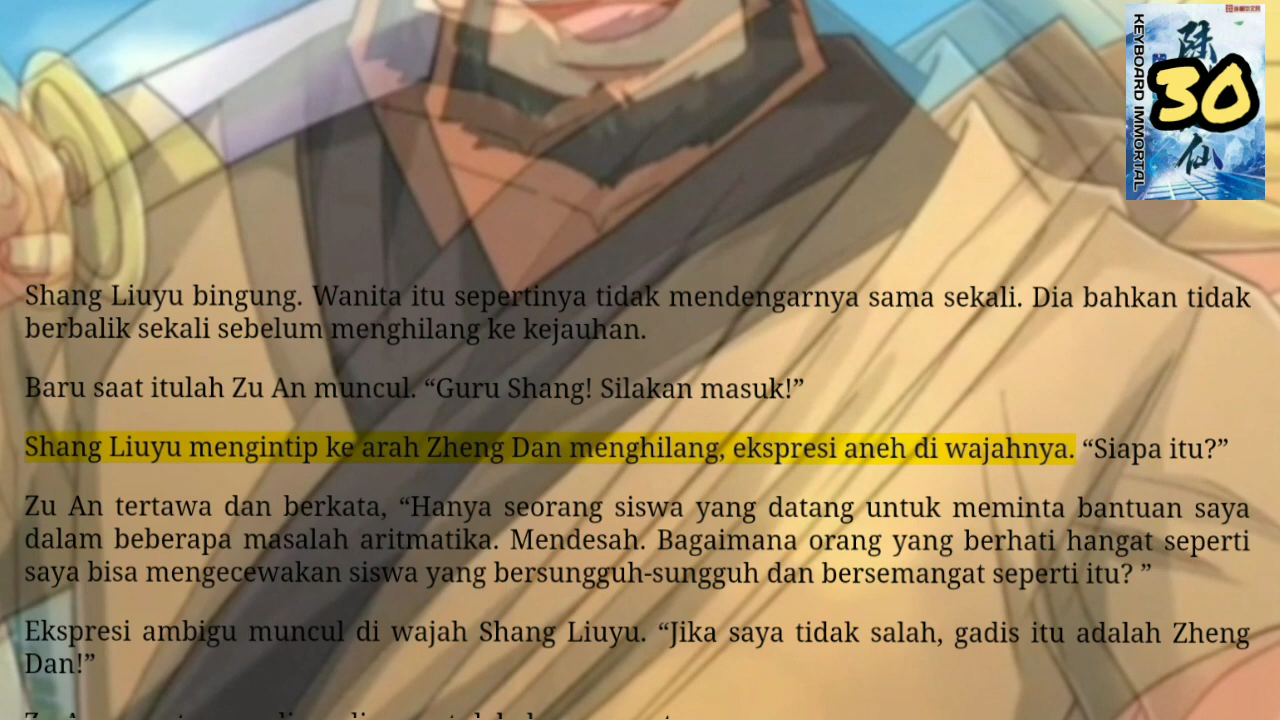 KEYBOARD IMMORTAL
30
仙
Shang Liuyu bingung. Wanita itu sepertinya tidak mendengarnya sama sekali. Dia bahkan tidak
berbalik sekali sebelum menghilang ke kejauhan.
Baru saat itulah Zu An muncul. “Guru Shang! Silakan masuk!”
Shang Liuyu mengintip ke arah Zheng Dan menghilang, ekspresi aneh di wajahnya. “Siapa itu?”
Zu An tertawa dan berkata, “Hanya seorang siswa yang datang untuk meminta bantuan saya
dalam beberapa masalah aritmatika. Mendesah. Bagaimana orang yang berhati hangat seperti
saya bisa mengecewakan siswa yang bersungguh-sungguh dan bersemangat seperti itu? ”
Ekspresi ambigu muncul di wajah Shang Liuyu. “Jika saya tidak salah, gadis itu adalah Zheng
Dan!”